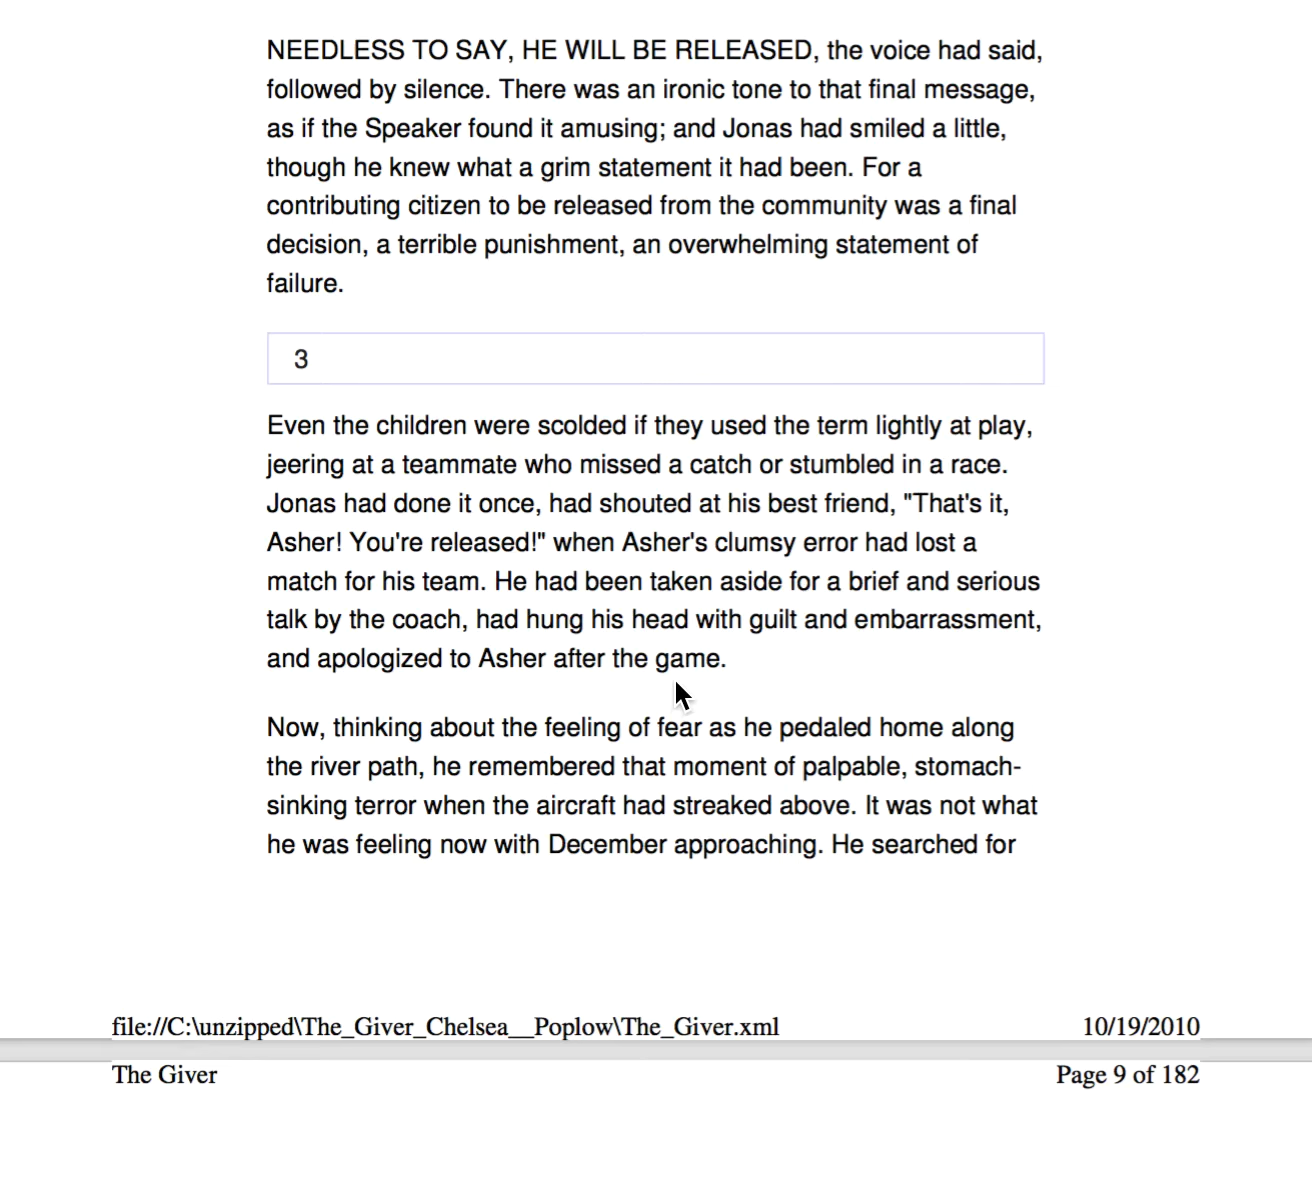 NEEDLESS TO SAY, HE WILL BE RELEASED, the voice had said,
followed by silence. There was an ironic tone to that final message,
as if the Speaker found it amusing; and Jonas had smiled a little,
though he knew what a grim statement it had been. For a
contributing citizen to be released from the community was a final
decision, a terrible punishment, an overwhelming statement of
failure.
3
Even the children were scolded if they used the term lightly at play,
jeering at a teammate who missed a catch or stumbled in a race.
Jonas had done it once, had shouted at his best friend, "That's it,
Asher! You're released!" when Asher's clumsy error had lost a
match for his team. He had been taken aside for a brief and serious
talk by the coach, had hung his head with guilt and embarrassment,
and apologized to Asher after the game.
Now, thinking about the feeling of fear as he pedaled home along
the river path, he remembered that moment of palpable, stomach-
sinking terror when the aircraft had streaked above. It was not what
he was feeling now with December approaching. He searched for
file://C:\unzipped\The_Giver_Chelsea__Poplow\The_Giver.xml 10/19/2010
The Giver Page 9 of 182